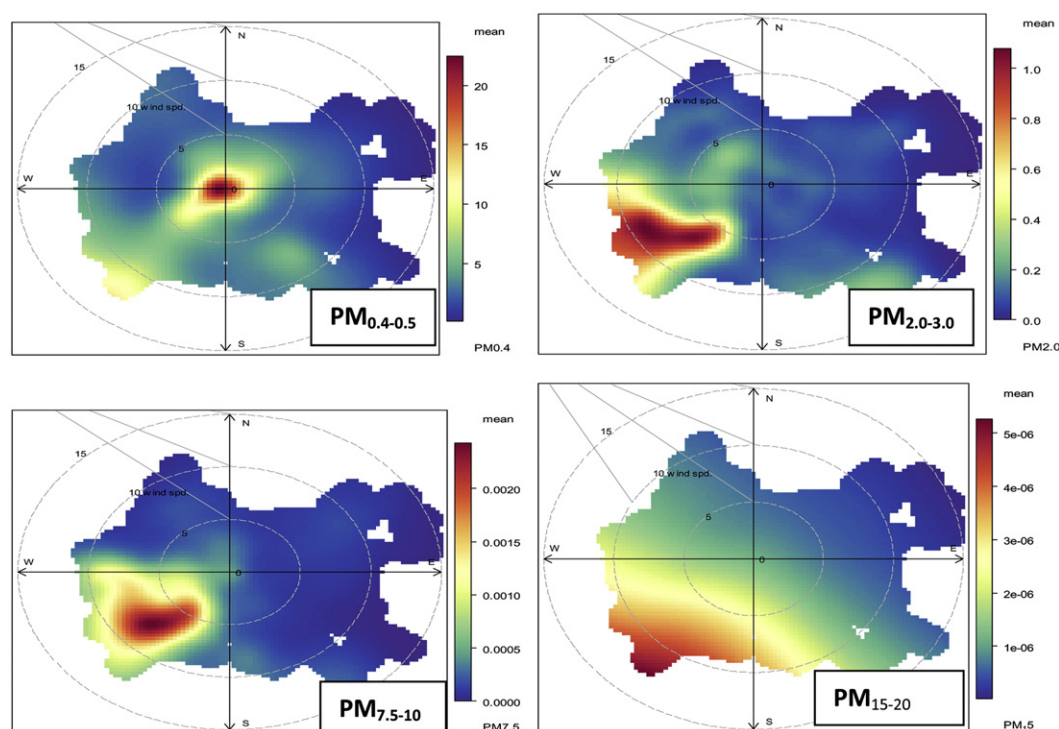 mean
N
15
10 wind spd.
5
W
0
E
S
20
15
10
5
PM0.4-0.5
PM0.4
mean
N
15
10 wind spd.
5
W
0
E
S
1.0
0.8
0.6
0.4
0.2
0.0
PM2.0-3.0
PM2.0
mean
N
15
10 wind spd.
5
W
0
E
S
0.0020
0.0015
0.0010
0.0005
0.0000
PM7.5-10
PM7.5
mean
N
15
10 wind spd.
5
W
0
E
S
5e-06
4e-06
3e-06
2e-06
1e-06
PM15-20